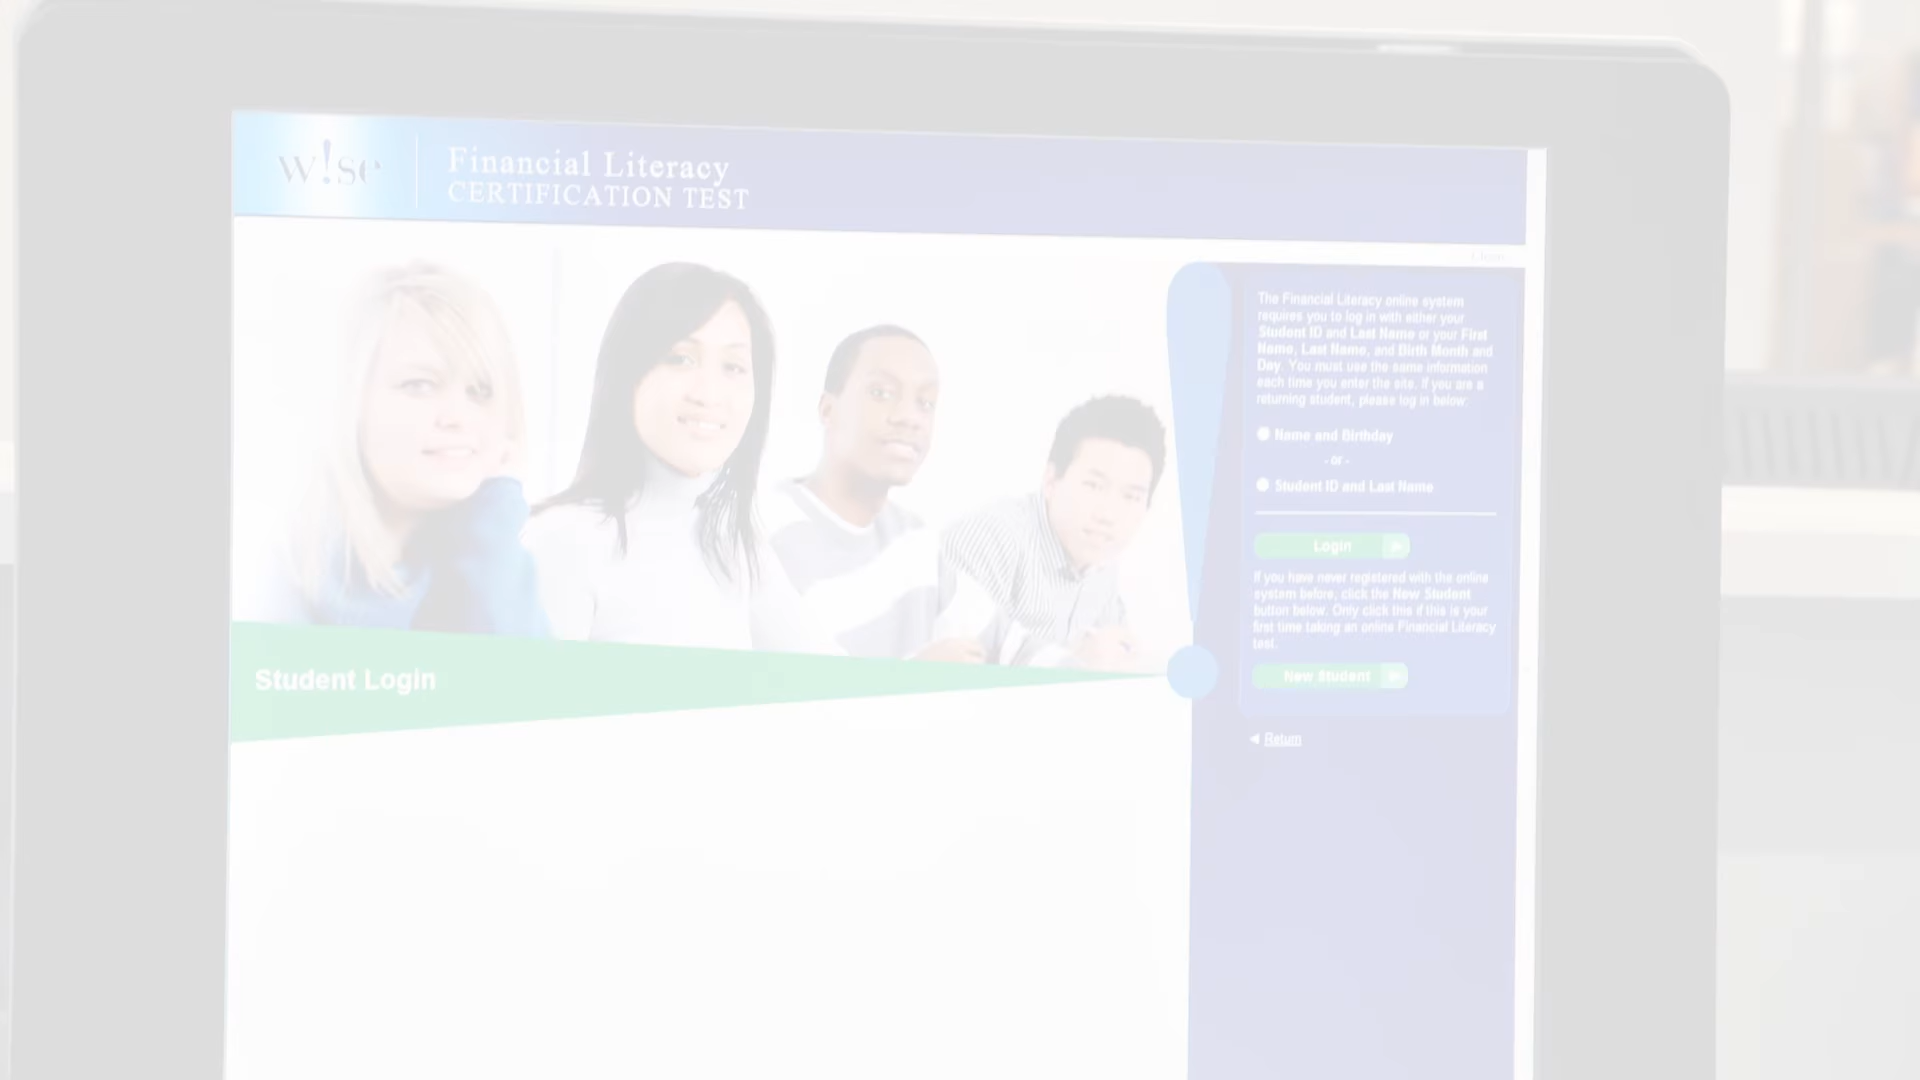 w!se
Financial Literacy
CERTIFICATION TEST
Close
The Financial Literacy online system
requires you to log in with either your
Student ID and Last Name or your First
Name, Last Name, and Birth Month and
Day. You must use the same information
each time you enter the site. If you are a
returning student, please log in below:
Name and Birthday
- or -
Student ID and Last Name
Login
If you have never registered with the online
system before, click the New Student
button below. Only click this if this is your
first time taking an online Financial Literacy
test.
New Student
Student Login
Return